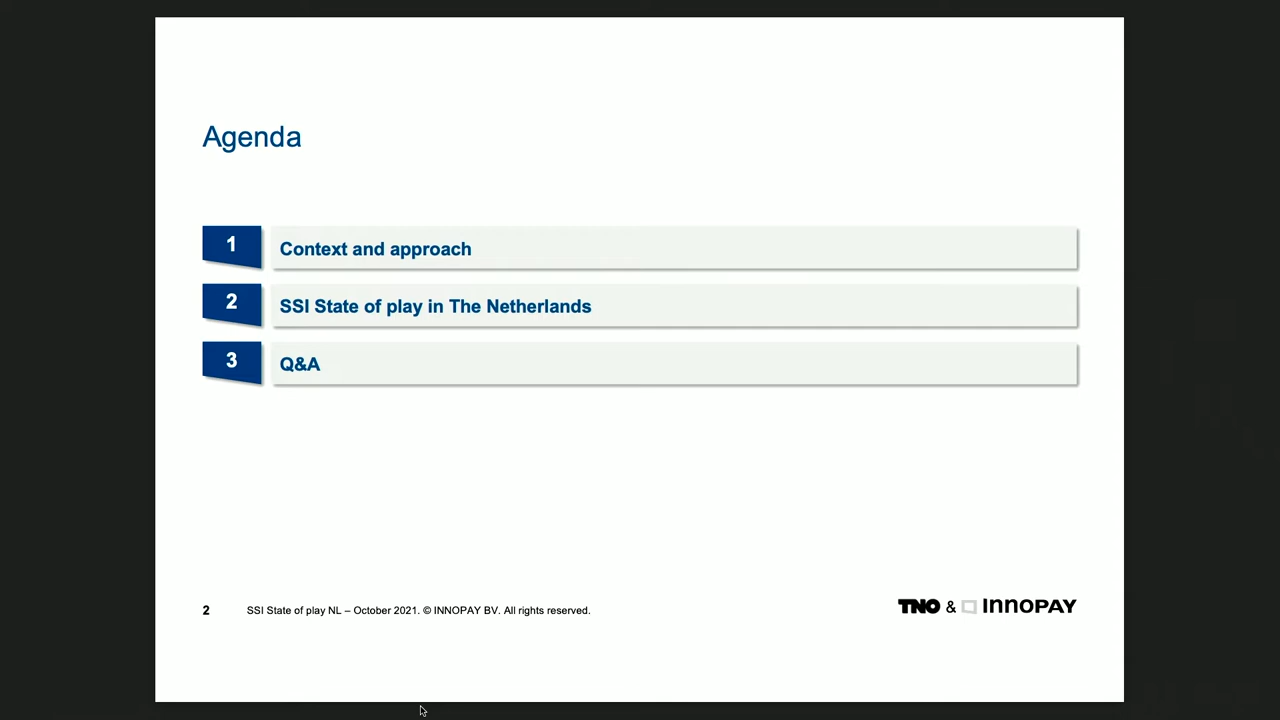 Agenda
1 Context and approach
2 SSI State of play in The Netherlands
3 Q&A
2 SSI State of play NL – October 2021. © INNOPAY BV. All rights reserved. TNO & INNOPAY